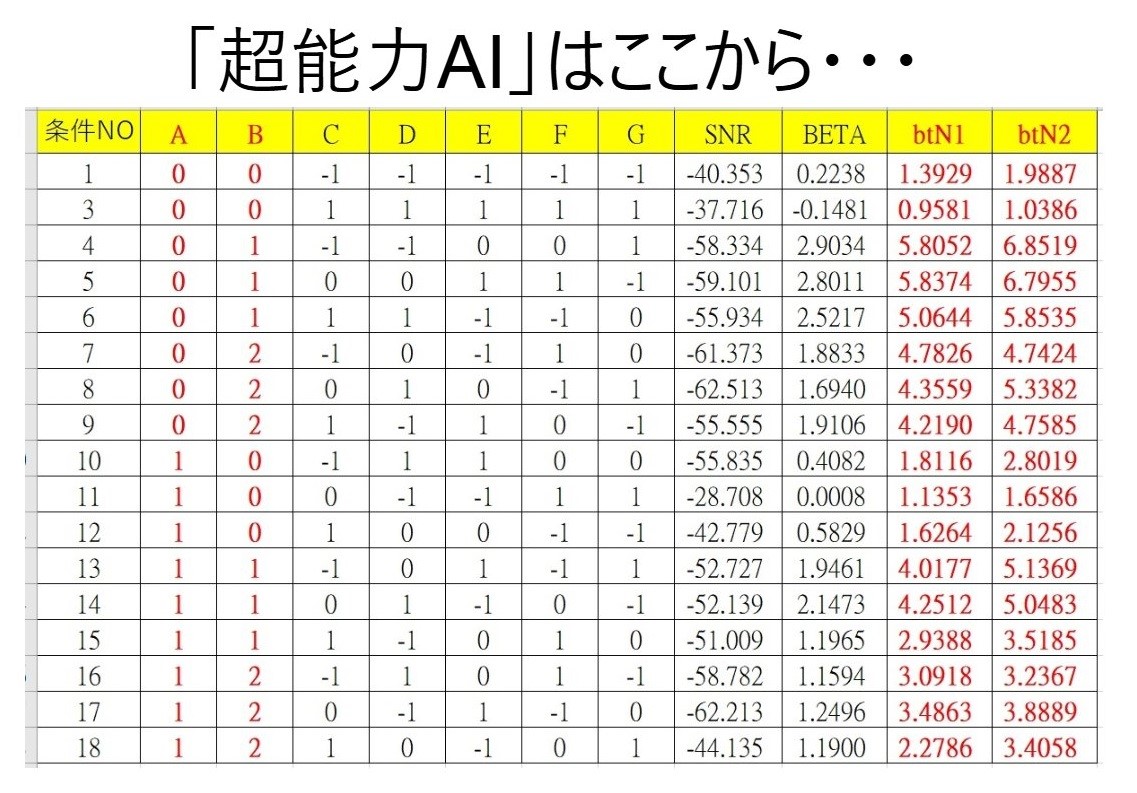 「超能力AI」はここから・・・
条件NO A B C D E F G SNR BETA btN1 btN2
1 0 0 -1 -1 -1 -1 -1 -40.353 0.2238 1.3929 1.9887
3 0 0 1 1 1 1 1 -37.716 -0.1481 0.9581 1.0386
4 0 1 -1 -1 0 0 1 -58.334 2.9034 5.8052 6.8519
5 0 1 0 0 1 1 -1 -59.101 2.8011 5.8374 6.7955
6 0 1 1 1 -1 -1 0 -55.934 2.5217 5.0644 5.8535
7 0 2 -1 0 -1 1 0 -61.373 1.8833 4.7826 4.7424
8 0 2 0 1 0 -1 1 -62.513 1.6940 4.3559 5.3382
9 0 2 1 -1 1 0 -1 -55.555 1.9106 4.2190 4.7585
10 1 0 -1 1 1 0 0 -55.835 0.4082 1.8116 2.8019
11 1 0 0 -1 -1 1 1 -28.708 0.0008 1.1353 1.6586
12 1 0 1 0 0 -1 -1 -42.779 0.5829 1.6264 2.1256
13 1 1 -1 0 1 -1 1 -52.727 1.9461 4.0177 5.1369
14 1 1 0 1 -1 0 -1 -52.139 2.1473 4.2512 5.0483
15 1 1 1 -1 0 1 0 -51.009 1.1965 2.9388 3.5185
16 1 2 -1 1 0 1 -1 -58.782 1.1594 3.0918 3.2367
17 1 2 0 -1 1 -1 0 -62.213 1.2496 3.4863 3.8889
18 1 2 1 0 -1 0 1 -44.135 1.1900 2.2786 3.4058